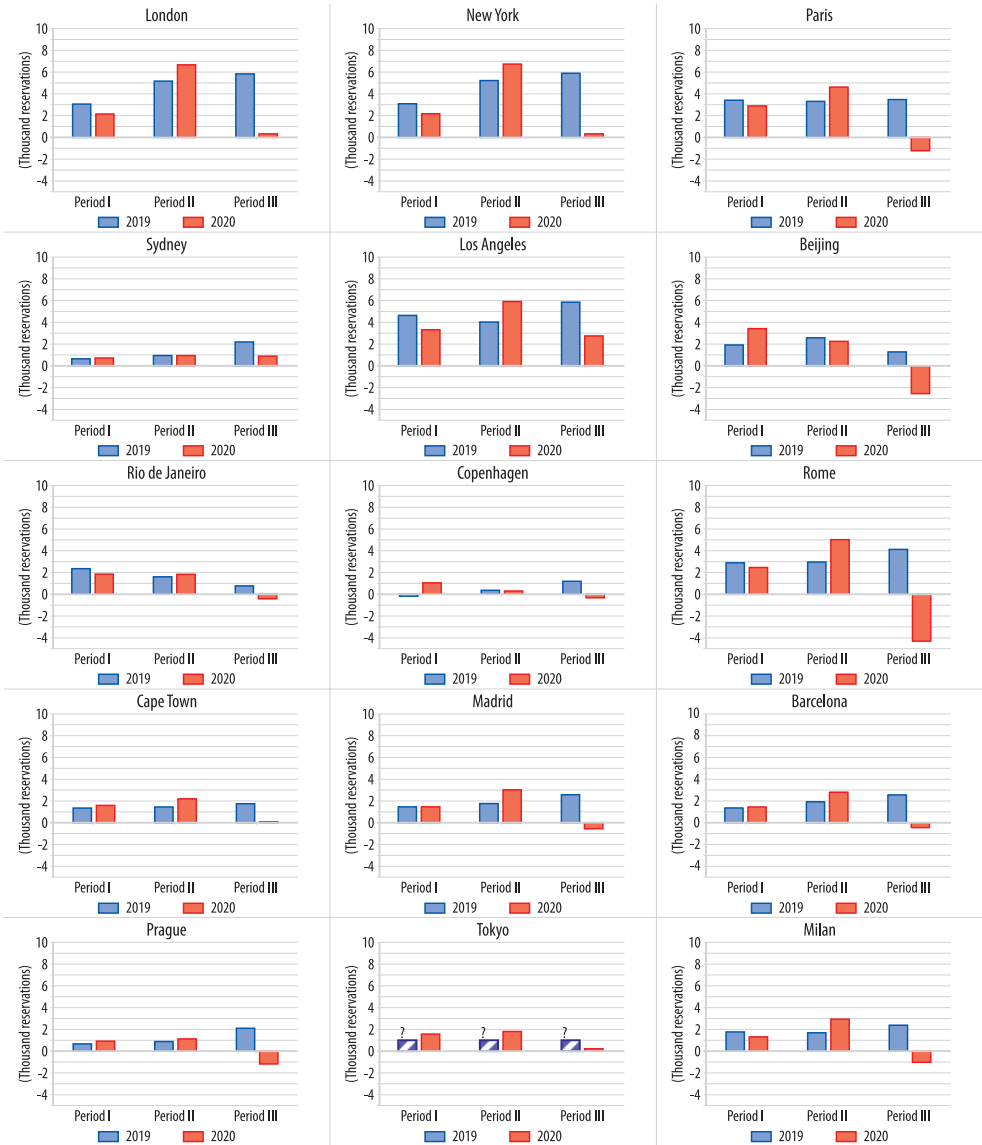 London
10
8
6
4
2
0
−2
−4
(Thousand reservations)
Period I
Period II
Period III
2019
2020
New York
10
8
6
4
2
0
−2
−4
(Thousand reservations)
Period I
Period II
Period III
2019
2020
Paris
10
8
6
4
2
0
−2
−4
(Thousand reservations)
Period I
Period II
Period III
2019
2020
Sydney
10
8
6
4
2
0
−2
−4
(Thousand reservations)
Period I
Period II
Period III
2019
2020
Los Angeles
10
8
6
4
2
0
−2
−4
(Thousand reservations)
Period I
Period II
Period III
2019
2020
Beijing
10
8
6
4
2
0
−2
−4
(Thousand reservations)
Period I
Period II
Period III
2019
2020
Rio de Janeiro
10
8
6
4
2
0
−2
−4
(Thousand reservations)
Period I
Period II
Period III
2019
2020
Copenhagen
10
8
6
4
2
0
−2
−4
(Thousand reservations)
Period I
Period II
Period III
2019
2020
Rome
10
8
6
4
2
0
−2
−4
(Thousand reservations)
Period I
Period II
Period III
2019
2020
Cape Town
10
8
6
4
2
0
−2
−4
(Thousand reservations)
Period I
Period II
Period III
2019
2020
Madrid
10
8
6
4
2
0
−2
−4
(Thousand reservations)
Period I
Period II
Period III
2019
2020
Barcelona
10
8
6
4
2
0
−2
−4
(Thousand reservations)
Period I
Period II
Period III
2019
2020
Prague
10
8
6
4
2
0
−2
−4
(Thousand reservations)
Period I
Period II
Period III
2019
2020
Tokyo
10
8
6
4
2
0
−2
−4
(Thousand reservations)
?
?
?
Period I
Period II
Period III
2019
2020
Milan
10
8
6
4
2
0
−2
−4
(Thousand reservations)
Period I
Period II
Period III
2019
2020